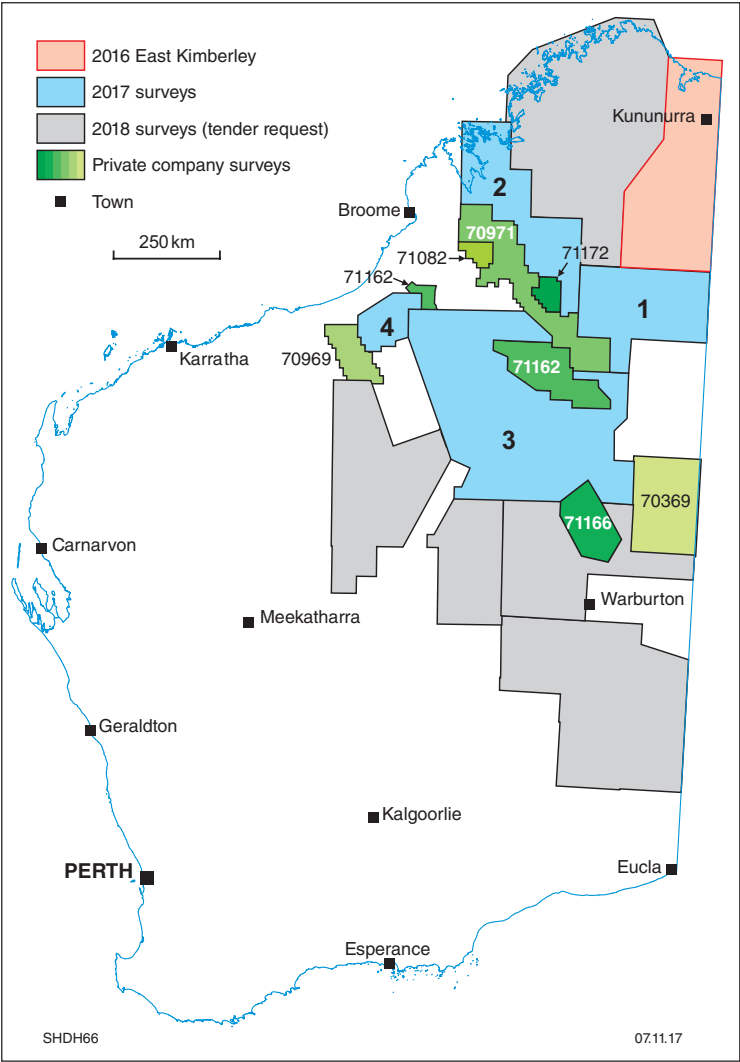 2016 East Kimberley
2017 surveys
2018 surveys (tender request)
Private company surveys
Town
250 km
Kununurra
2
Broome
70971
71082
71172
71162
1
4
Karratha
70969
71162
3
70369
71166
Carnarvon
Warburton
Meekatharra
Geraldton
Kalgoorlie
Eucla
PERTH
Esperance
SHDH66
07.11.17